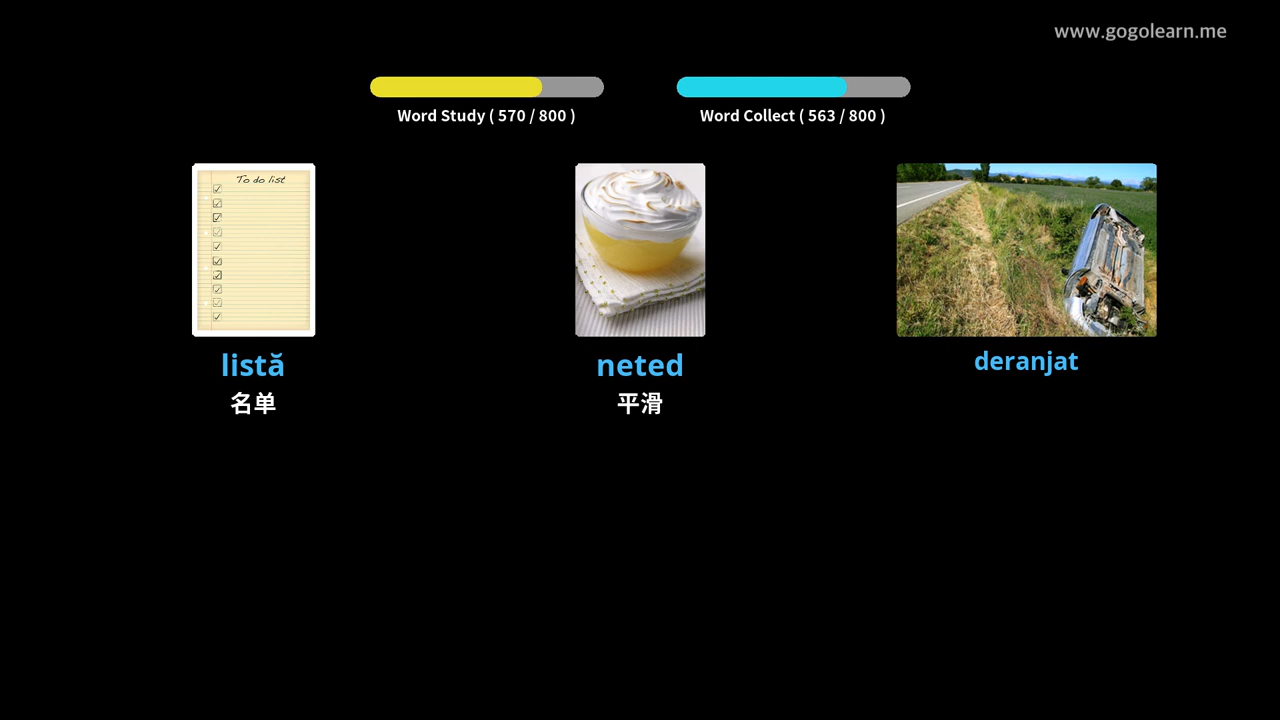 www.gogolearn.me
Word Study ( 570 / 800 )
Word Collect ( 563 / 800 )
To do list
listă
neted
deranjat
名单
平滑